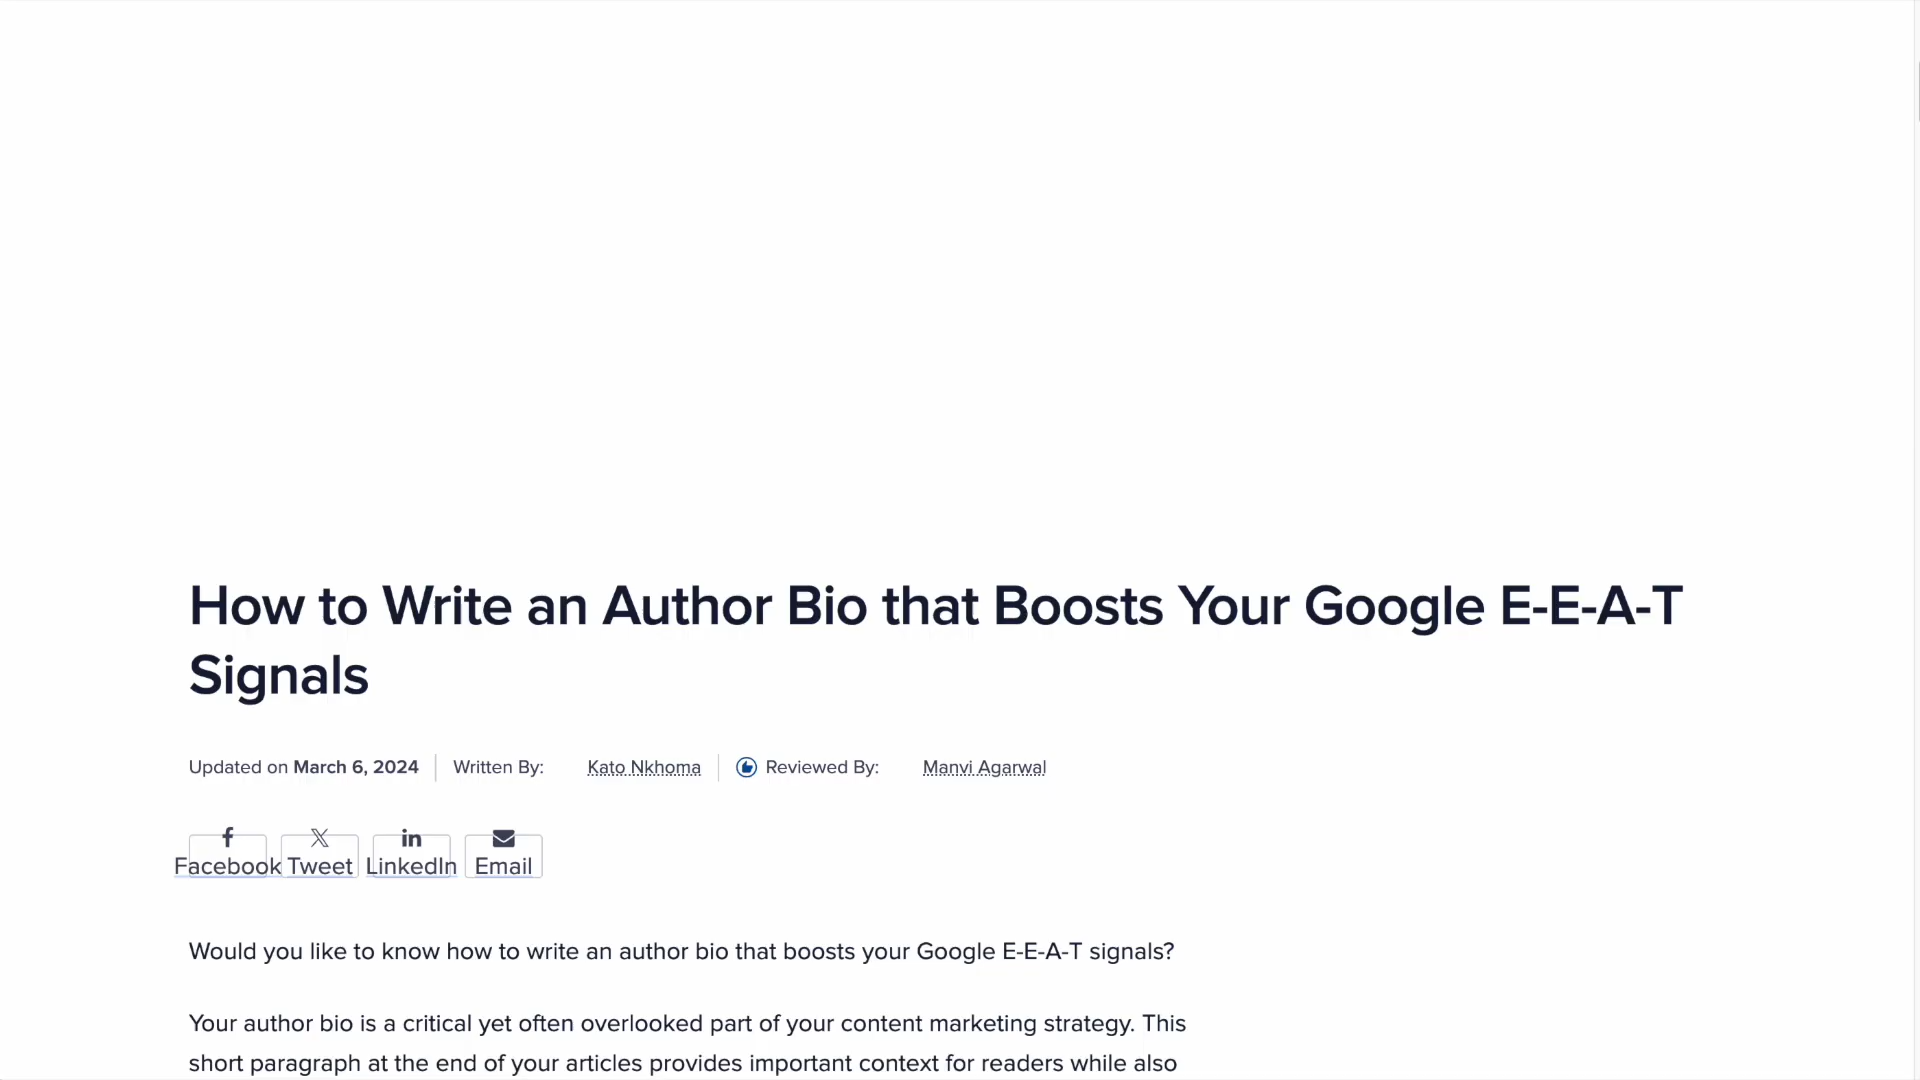 How to Write an Author Bio that Boosts Your Google E-E-A-T
Signals
Updated on March 6, 2024 Written By: Kato Nkhoma Reviewed By: Manvi Agarwal
Facebook Tweet LinkedIn Email
Would you like to know how to write an author bio that boosts your Google E-E-A-T signals?
Your author bio is a critical yet often overlooked part of your content marketing strategy. This
short paragraph at the end of your articles provides important context for readers while also